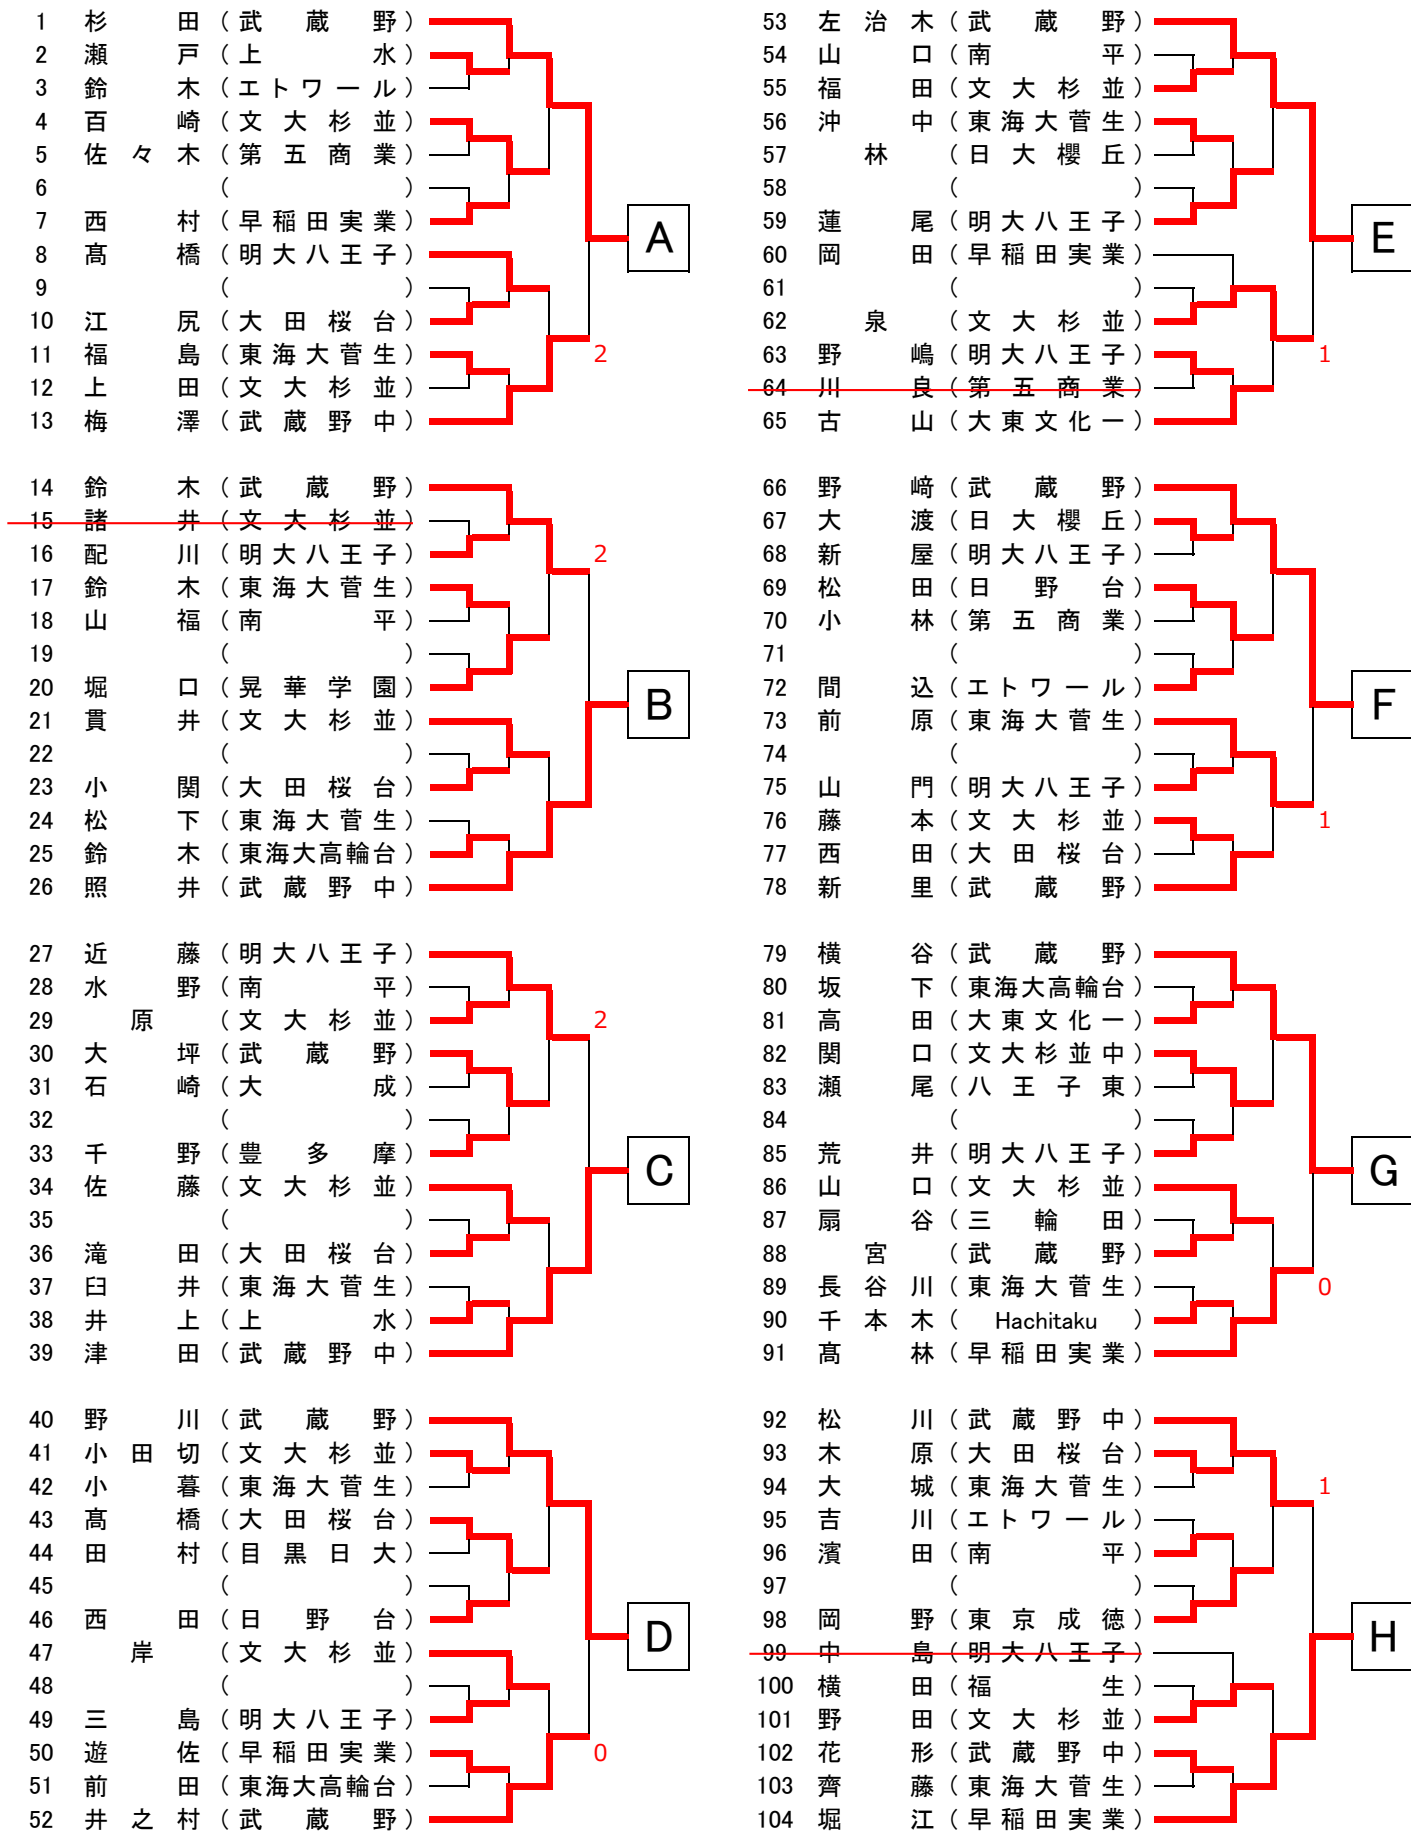 1 杉田 (武蔵野)
2 瀬戸 (上水)
3 鈴木 (エトワール)
4 百崎 (文大杉並)
5 佐々木 (第五商業)
6 ( )
7 西村 (早稲田実業)
8 髙橋 (明大八王子)
9 ( )
10 江尻 (大田桜台)
11 福島 (東海大菅生)
12 上田 (文大杉並)
13 梅澤 (武蔵野中)
A
2
14 鈴木 (武蔵野)
15 諸井 (文大杉並)
16 配川 (明大八王子)
17 鈴木 (東海大菅生)
18 山福 (南平)
19 ( )
20 堀口 (晃華学園)
21 貫井 (文大杉並)
22 ( )
23 小関 (大田桜台)
24 松下 (東海大菅生)
25 鈴木 (東海大高輪台)
26 照井 (武蔵野中)
2
B
27 近藤 (明大八王子)
28 水野 (南平)
29 原 (文大杉並)
30 大坪 (武蔵野)
31 石崎 (大成)
32 ( )
33 千野 (豊多摩)
34 佐藤 (文大杉並)
35 ( )
36 滝田 (大田桜台)
37 臼井 (東海大菅生)
38 井上 (上水)
39 津田 (武蔵野中)
2
C
40 野川 (武蔵野)
41 小田切 (文大杉並)
42 小暮 (東海大菅生)
43 髙橋 (大田桜台)
44 田村 (目黒日大)
45 ( )
46 西田 (日野台)
47 岸 (文大杉並)
48 ( )
49 三島 (明大八王子)
50 遊佐 (早稲田実業)
51 前田 (東海大高輪台)
52 井之村 (武蔵野)
D
0
53 左治木 (武蔵野)
54 山口 (南平)
55 福田 (文大杉並)
56 沖中 (東海大菅生)
57 林 (日大櫻丘)
58 ( )
59 蓮尾 (明大八王子)
60 岡田 (早稲田実業)
61 ( )
62 泉 (文大杉並)
63 野嶋 (明大八王子)
64 川良 (第五商業)
65 古山 (大東文化一)
E
1
66 野﨑 (武蔵野)
67 大渡 (日大櫻丘)
68 新屋 (明大八王子)
69 松田 (日野台)
70 小林 (第五商業)
71 ( )
72 間込 (エトワール)
73 前原 (東海大菅生)
74 ( )
75 山門 (明大八王子)
76 藤本 (文大杉並)
77 西田 (大田桜台)
78 新里 (武蔵野)
F
1
79 横谷 (武蔵野)
80 坂下 (東海大高輪台)
81 高田 (大東文化一)
82 関口 (文大杉並中)
83 瀬尾 (八王子東)
84 ( )
85 荒井 (明大八王子)
86 山口 (文大杉並)
87 扇谷 (三輪田)
88 宮 (武蔵野)
89 長谷川 (東海大菅生)
90 千本木 (Hachitaku)
91 髙林 (早稲田実業)
G
0
92 松川 (武蔵野中)
93 木原 (大田桜台)
94 大城 (東海大菅生)
95 吉川 (エトワール)
96 濱田 (南平)
97 ( )
98 岡野 (東京成徳)
99 中島 (明大八王子)
100 横田 (福生)
101 野田 (文大杉並)
102 花形 (武蔵野中)
103 齊藤 (東海大菅生)
104 堀江 (早稲田実業)
1
H